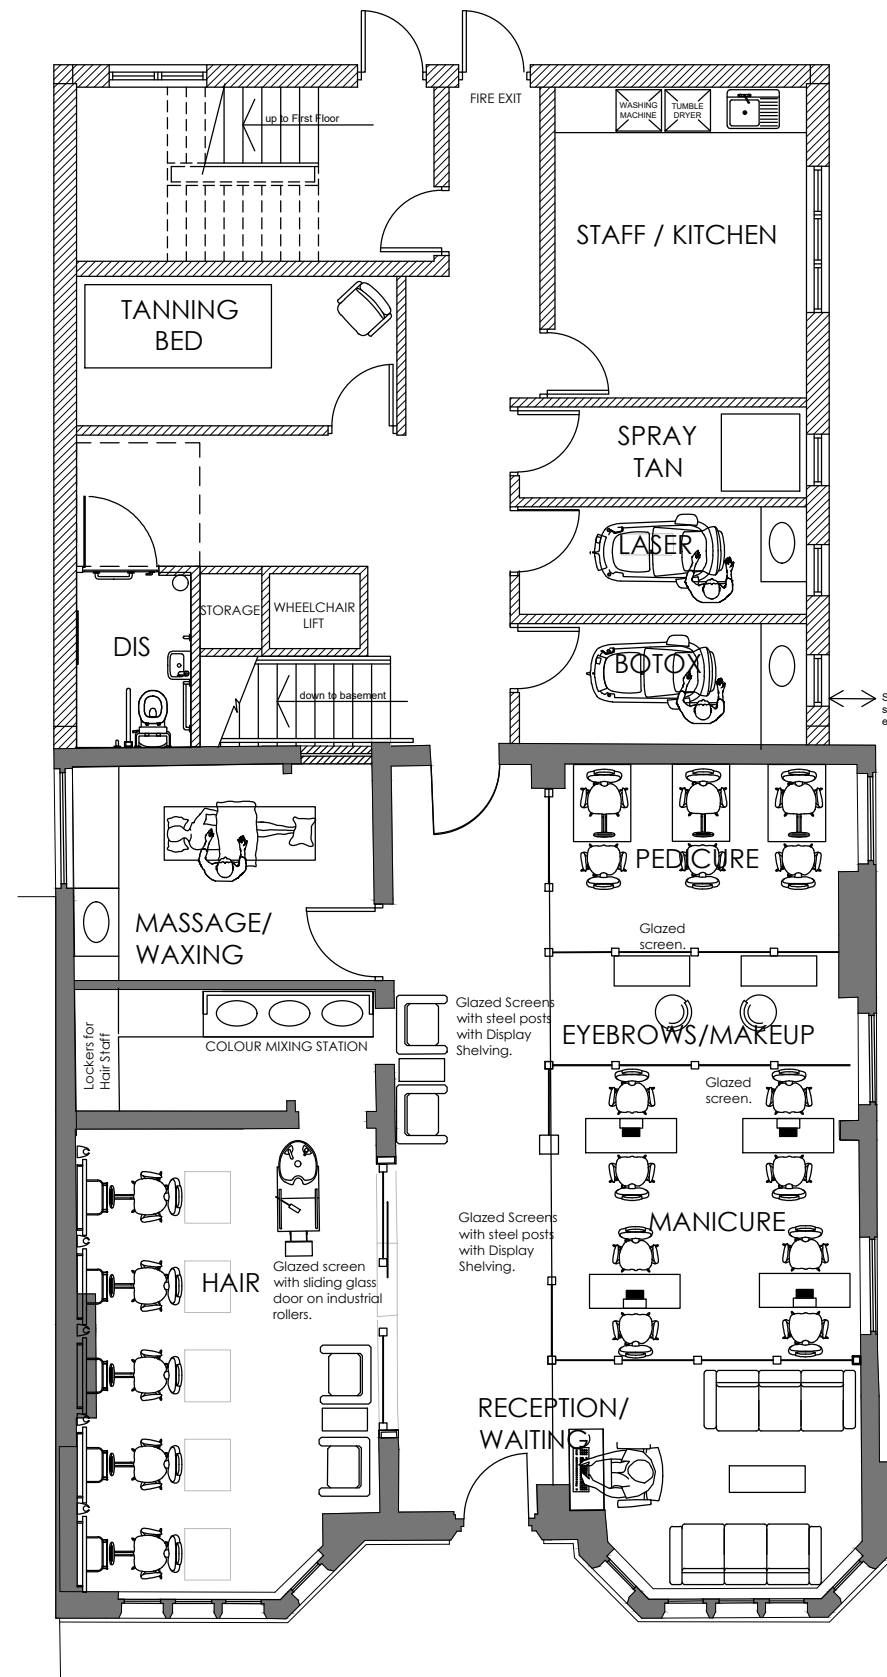 FIRE EXIT
WASHING
MACHINE
TUMBLE
DRYER
up to First Floor
STAFF / KITCHEN
TANNING
BED
SPRAY
TAN
LASER
STORAGE
WHEELCHAIR
LIFT
DIS
BOTOX
down to basement
PEDICURE
MASSAGE/
WAXING
Glazed
screen.
Glazed Screens
with steel posts
with Display
Shelving.
EYEBROWS/MAKEUP
COLOUR MIXING STATION
Lockers for
Hair Staff
Glazed
screen.
MANICURE
Glazed Screens
with steel posts
with Display
Shelving.
HAIR
Glazed screen
with sliding glass
door on industrial
rollers.
RECEPTION/
WAITING